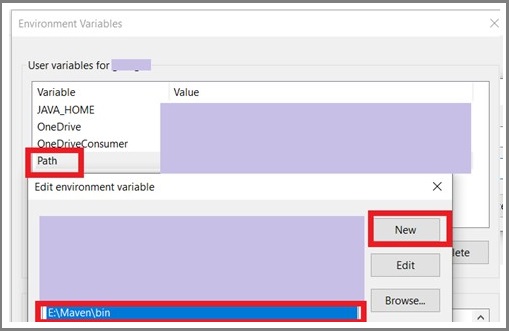 Environment Variables
User variables for
Variable Value
JAVA_HOME
OneDrive
OneDriveConsumer
Path
Edit environment variable
New
Edit
Browse...
E:\Maven\bin